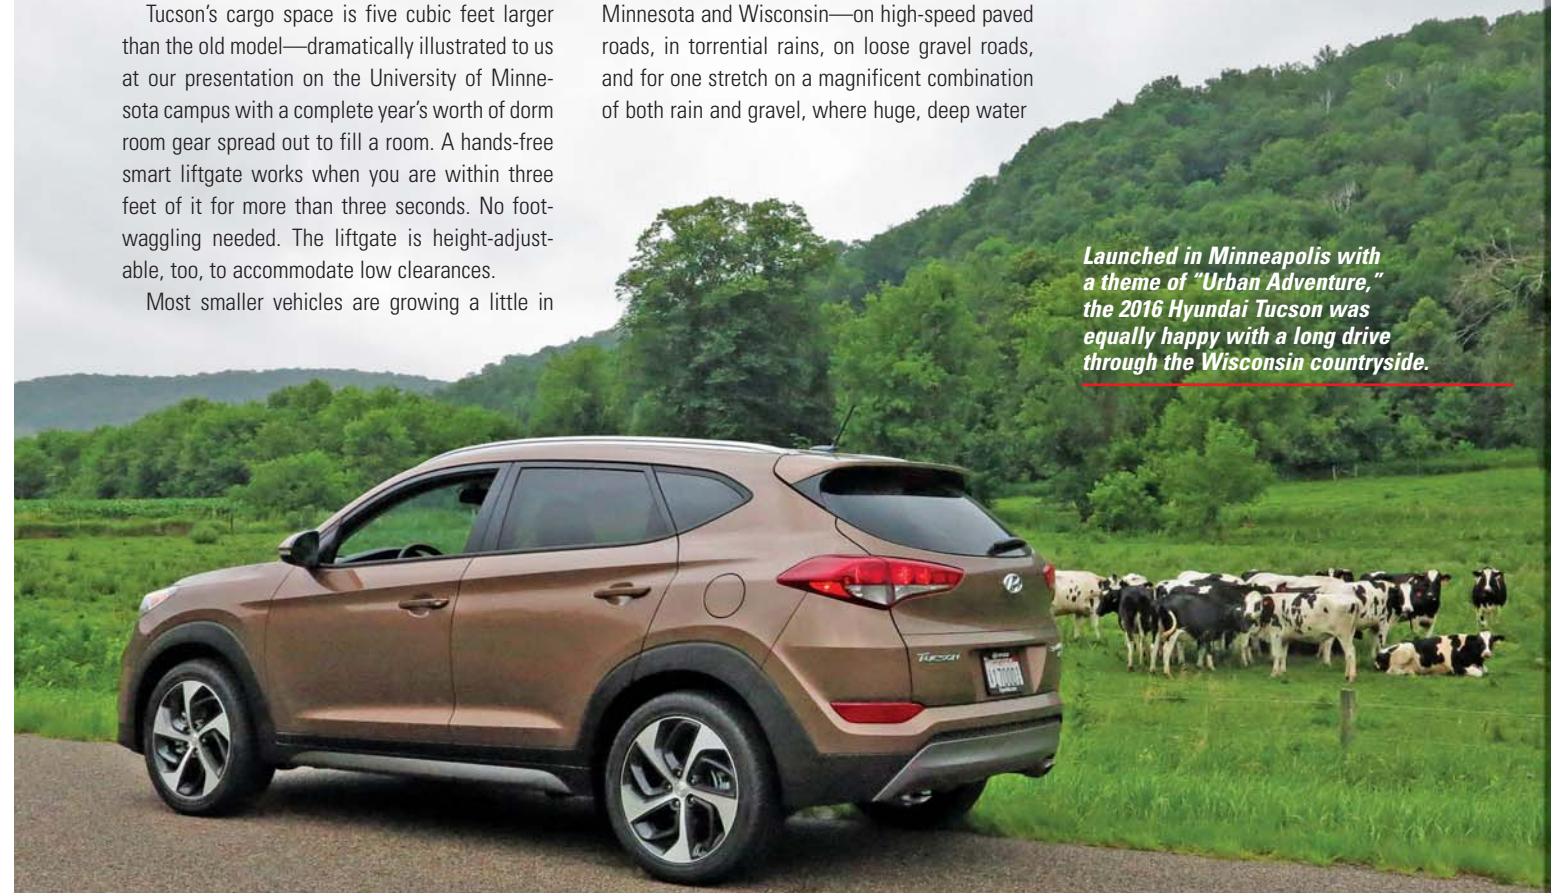 Tucson’s cargo space is five cubic feet larger
than the old model—dramatically illustrated to us
at our presentation on the University of Minne-
sota campus with a complete year’s worth of dorm
room gear spread out to fill a room. A hands-free
smart liftgate works when you are within three
feet of it for more than three seconds. No foot-
waggling needed. The liftgate is height-adjust-
able, too, to accommodate low clearances.
Most smaller vehicles are growing a little in
Minnesota and Wisconsin—on high-speed paved
roads, in torrential rains, on loose gravel roads,
and for one stretch on a magnificent combination
of both rain and gravel, where huge, deep water
Launched in Minneapolis with
a theme of “Urban Adventure,”
the 2016 Hyundai Tucson was
equally happy with a long drive
through the Wisconsin countryside.
Tucson